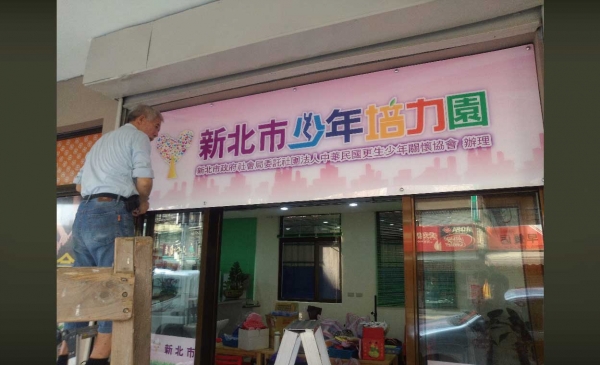 新北市少年培力園
新北市政府社會局委託社團法人中華民國更生少年關懷協會 辦理
新北市